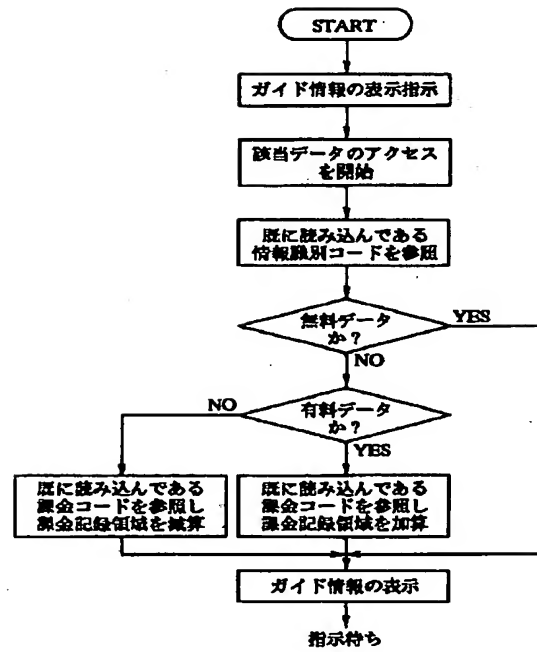 START
ガイド情報の表示指示
該当データのアクセス
を開始
既に読み込んである
情報識別コードを参照
無料データ
か?
YES
NO
有料データ
か?
NO
YES
既に読み込んである
課金コードを参照し
課金記録領域を減算
既に読み込んである
課金コードを参照し
課金記録領域を加算
ガイド情報の表示
指示待ち